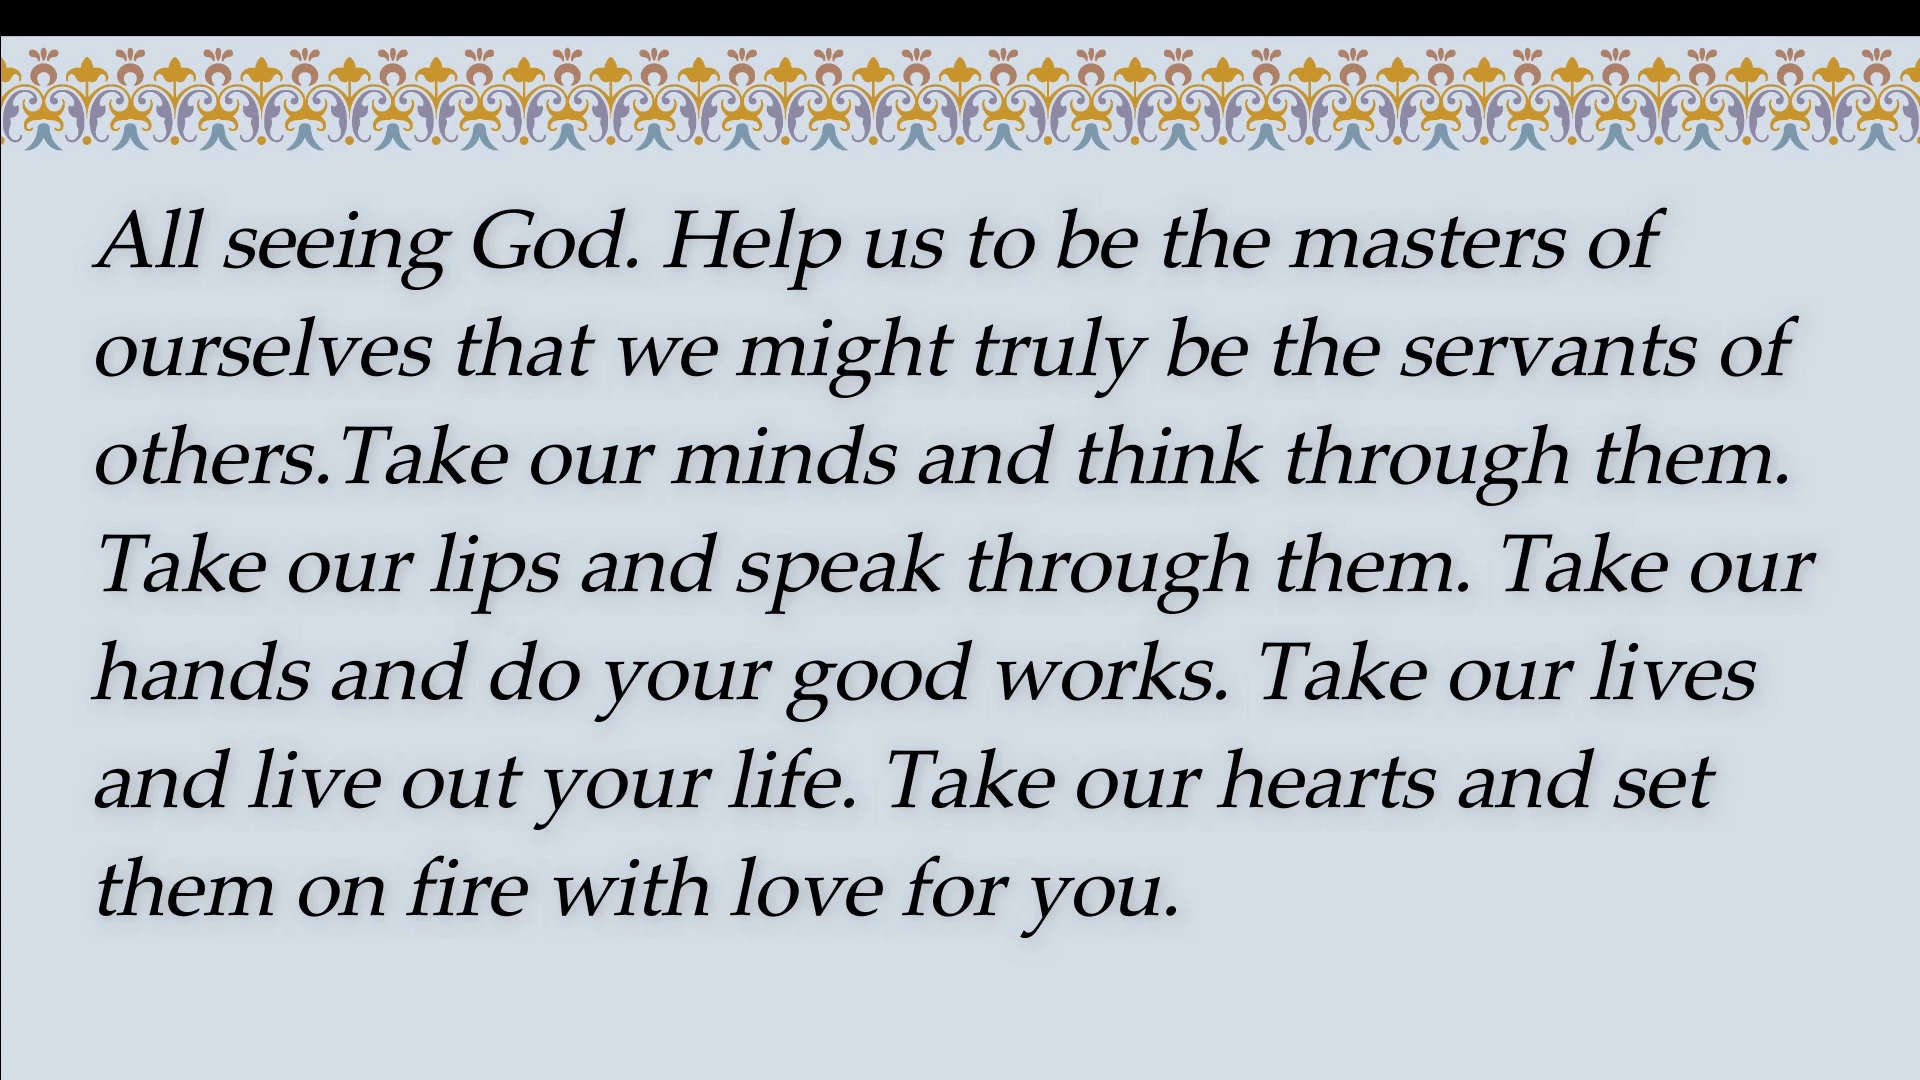 All seeing God. Help us to be the masters of
ourselves that we might truly be the servants of
others.Take our minds and think through them.
Take our lips and speak through them. Take our
hands and do your good works. Take our lives
and live out your life. Take our hearts and set
them on fire with love for you.